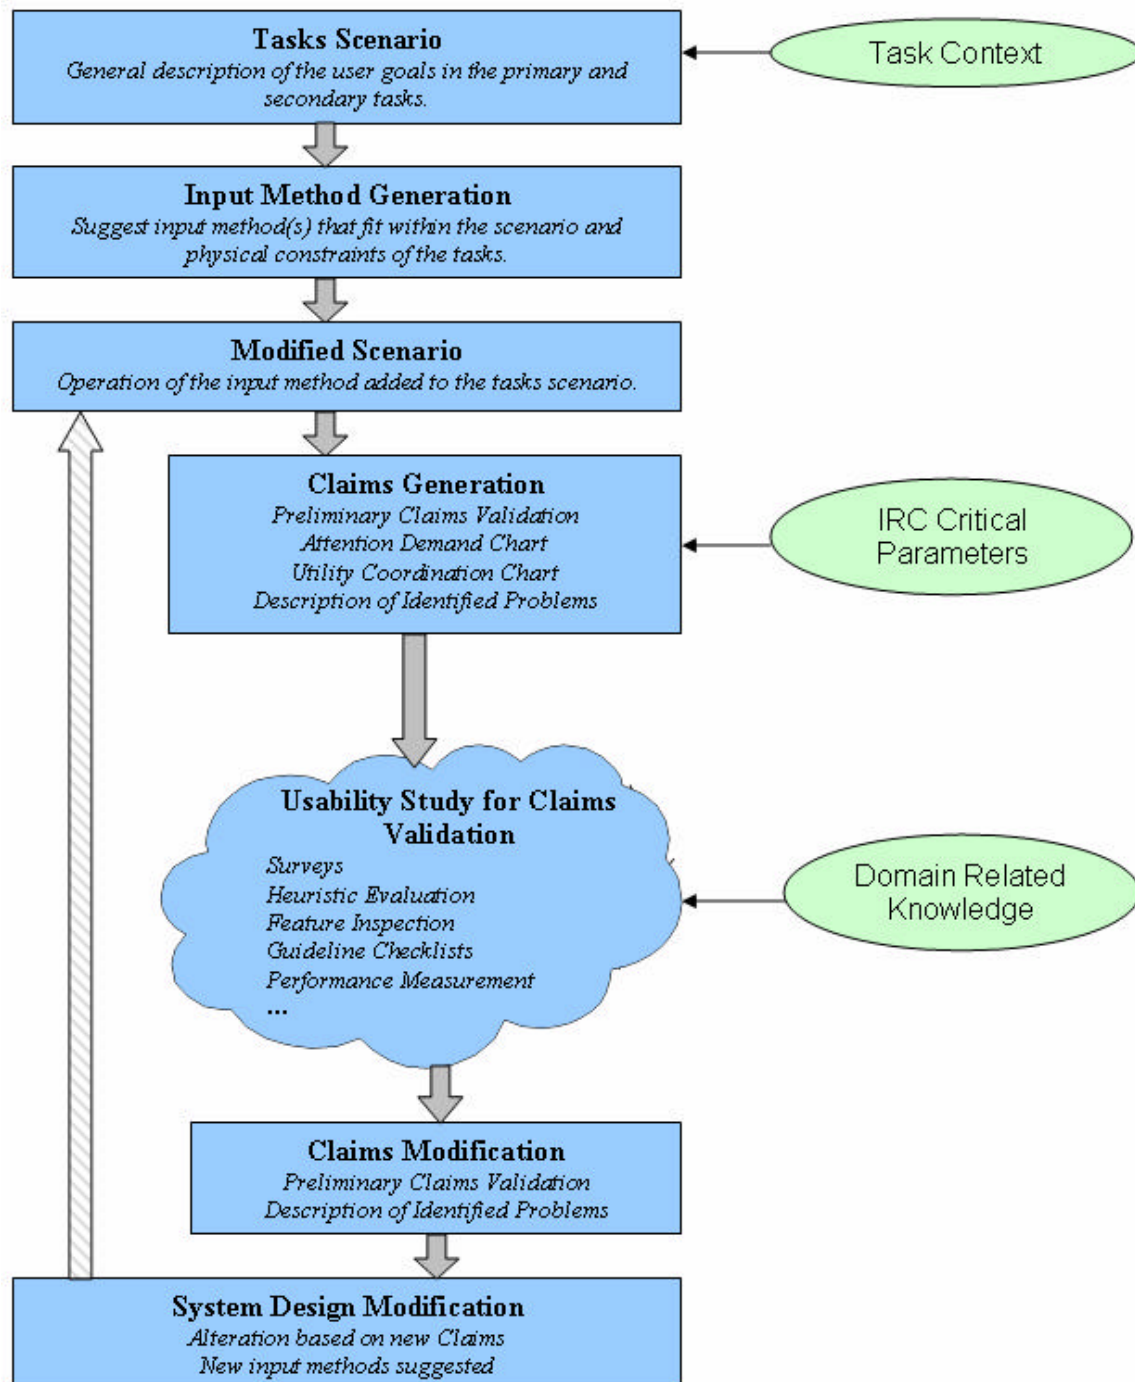 Tasks Scenario
General description of the user goals in the primary and
secondary tasks.
Task Context
Input Method Generation
Suggest input method(s) that fit within the scenario and
physical constraints of the tasks.
Modified Scenario
Operation of the input method added to the tasks scenario.
Claims Generation
Preliminary Claims Validation
Attention Demand Chart
Utility Coordination Chart
Description of Identified Problems
IRC Critical
Parameters
Usability Study for Claims
Validation
Surveys
Heuristic Evaluation
Feature Inspection
Guideline Checklists
Performance Measurement
...
Domain Related
Knowledge
Claims Modification
Preliminary Claims Validation
Description of Identified Problems
System Design Modification
Alteration based on new Claims
New input methods suggested